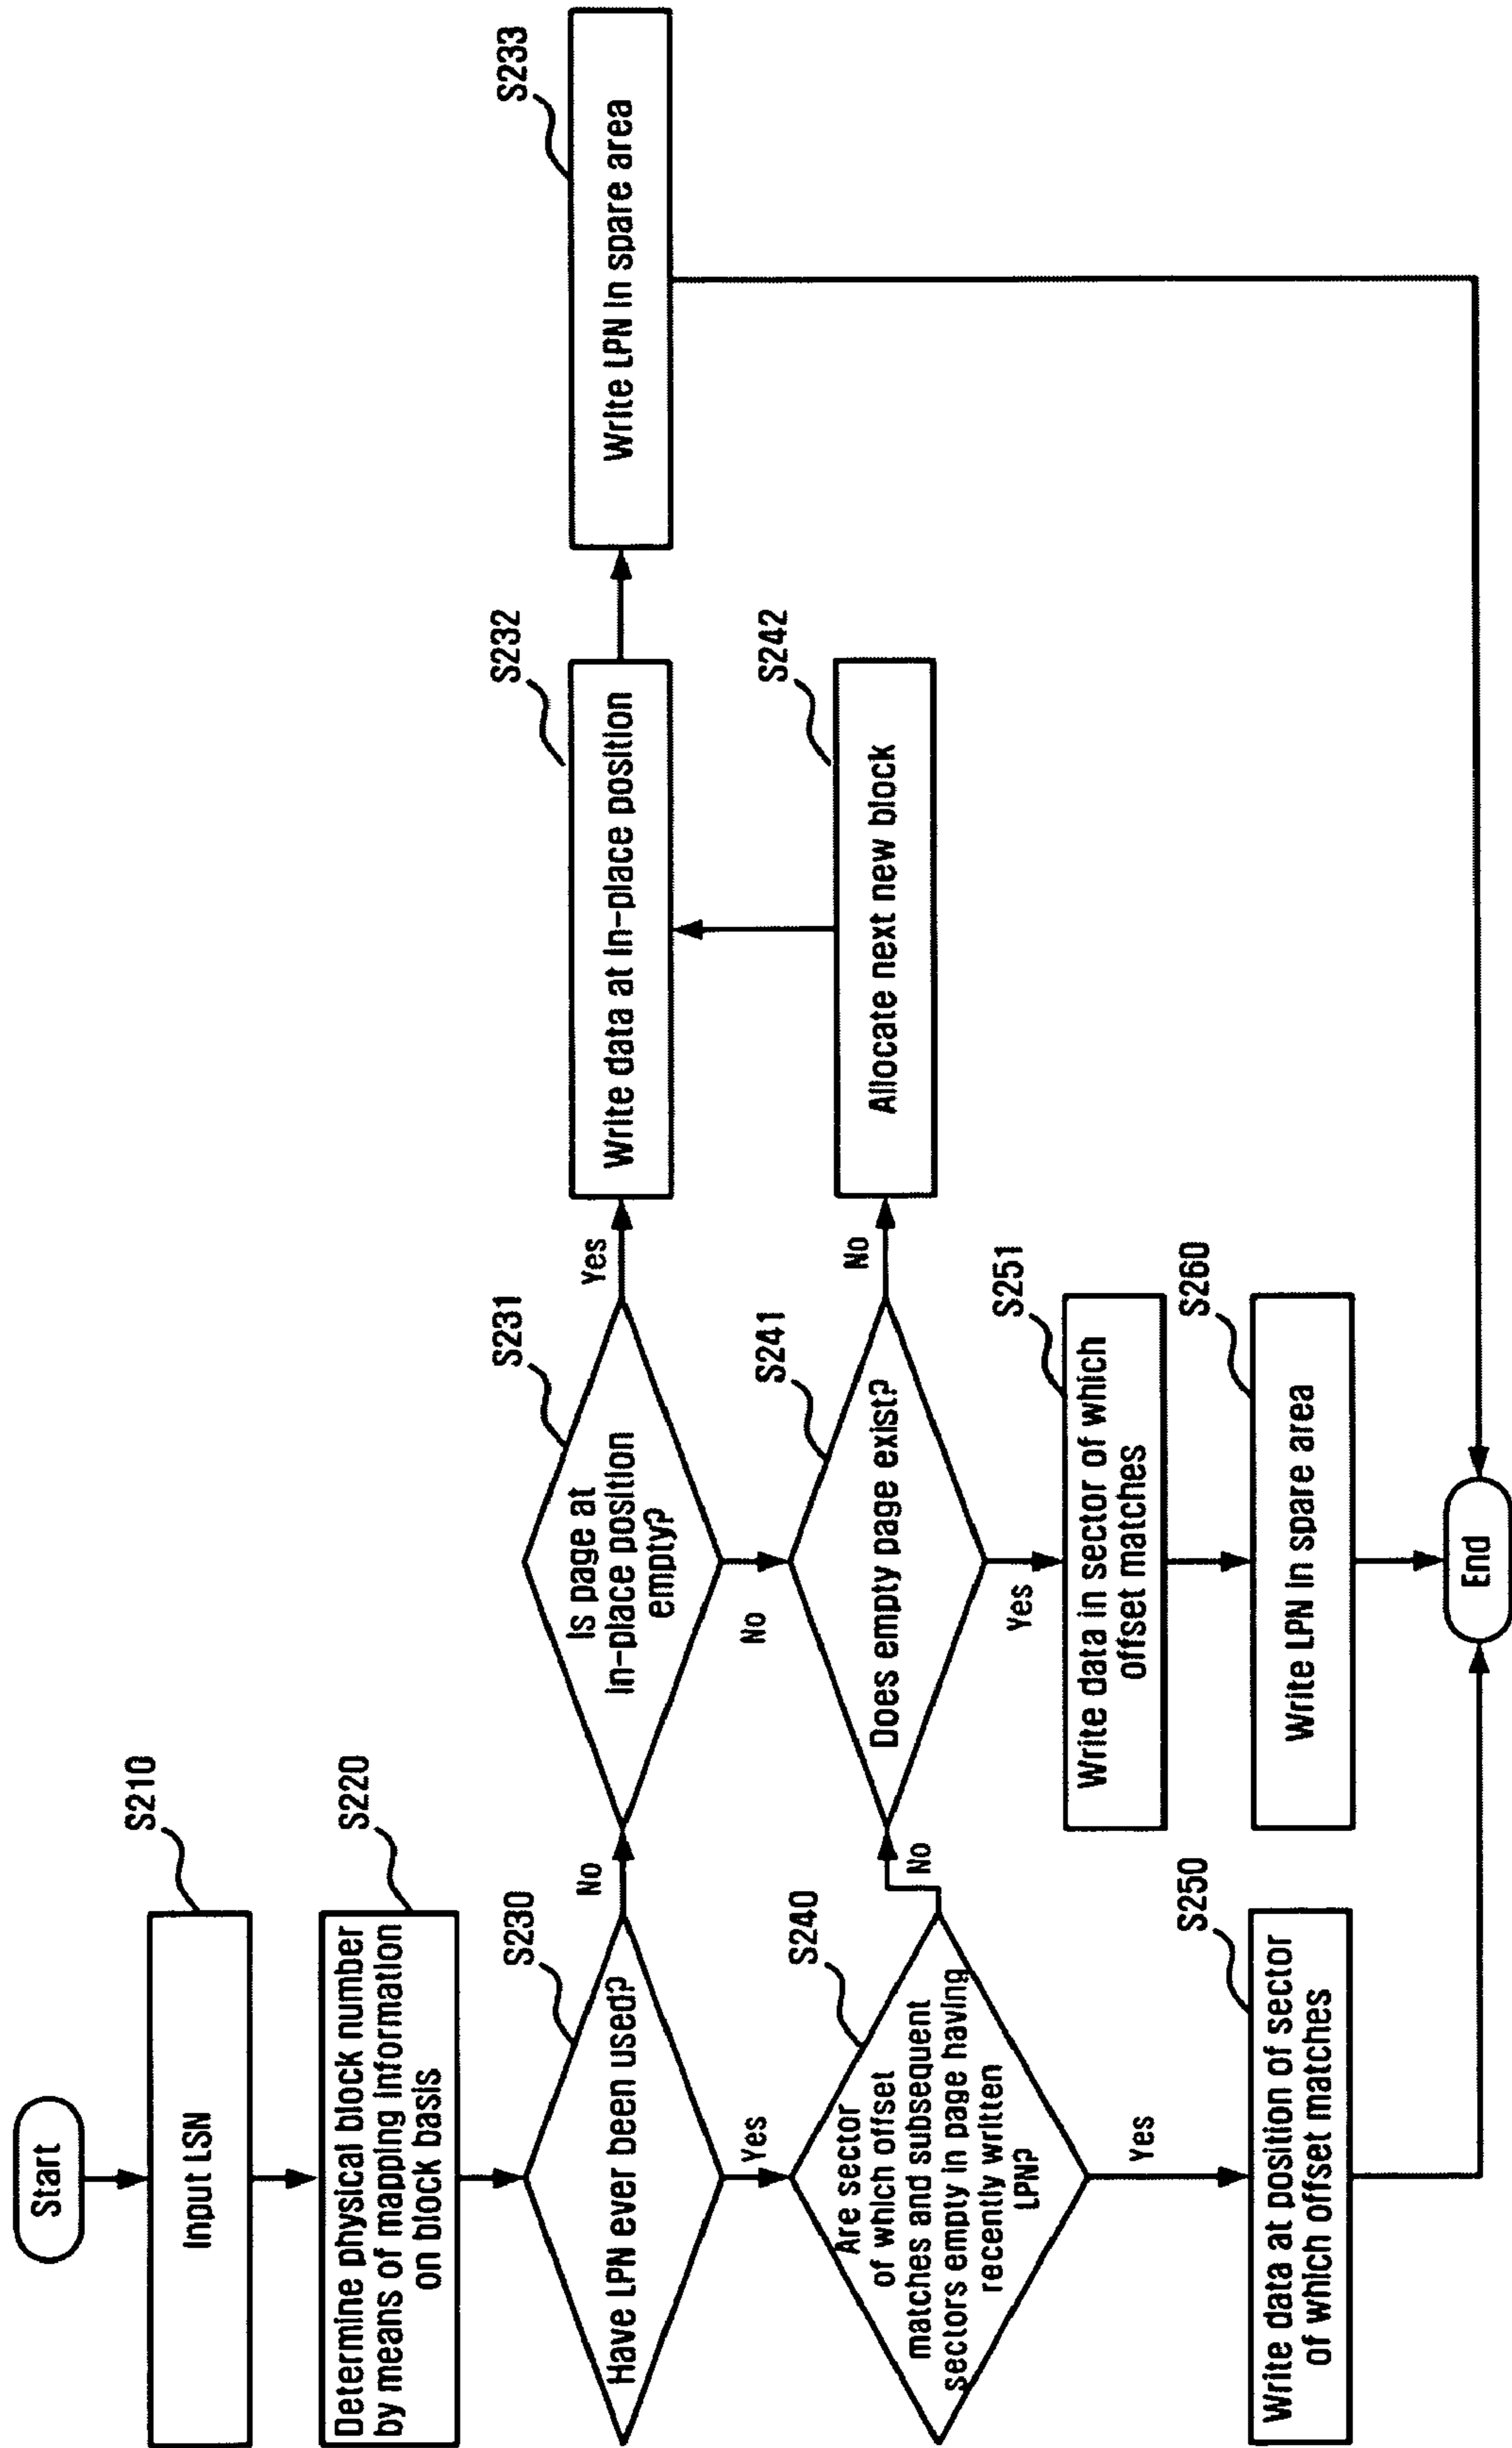 Start
S210
Input LSN
S220
Determine physical block number
by means of mapping information
on block basis
S230
Have LPN ever been used?
No
Yes
S231
Is page at
in-place position
empty?
Yes
No
S232
Write data at in-place position
S233
Write LPN in spare area
S240
Are sector
of which offset
matches and subsequent
sectors empty in page having
recently written
LPN?
No
Yes
S241
Does empty page exist?
No
Yes
S242
Allocate next new block
S250
Write data at position of sector
of which offset matches
S251
Write data in sector of which
offset matches
S260
Write LPN in spare area
End